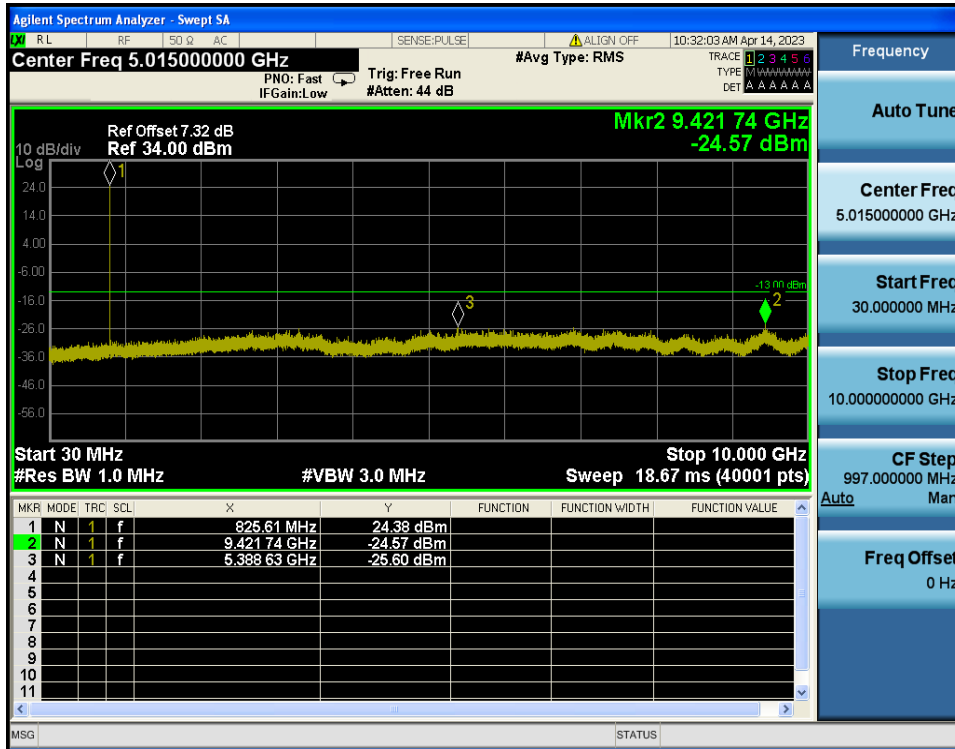 Agilent Spectrum Analyzer - Swept SA
LXI RL RF 50 Ω AC SENSE:PULSE ALIGN OFF 10:32:03 AM Apr 14, 2023
Center Freq 5.015000000 GHz #Avg Type: RMS TRACE 1 2 3 4 5 6
PNO: Fast Trig: Free Run TYPE M WWWWW
IFGain:Low #Atten: 44 dB DET A A A A A A
Mkr2 9.421 74 GHz
Ref Offset 7.32 dB
10 dB/div Ref 34.00 dBm -24.57 dBm
Log
1
24.0
14.0
4.00
-6.00
-13.00 dBm
-16.0 3 2
-26.0
-36.0
-46.0
-56.0
Start 30 MHz Stop 10.000 GHz
#Res BW 1.0 MHz #VBW 3.0 MHz Sweep 18.67 ms (40001 pts)
MKR MODE TRC SCL X Y FUNCTION FUNCTION WIDTH FUNCTION VALUE
1 N 1 f 825.61 MHz 24.38 dBm
2 N 1 f 9.421 74 GHz -24.57 dBm
3 N 1 f 5.388 63 GHz -25.60 dBm
4
5
6
7
8
9
10
11
MSG STATUS
Frequency
Auto Tune
Center Freq
5.015000000 GHz
Start Freq
30.000000 MHz
Stop Freq
10.000000000 GHz
CF Step
997.000000 MHz
Auto Man
Freq Offset
0 Hz